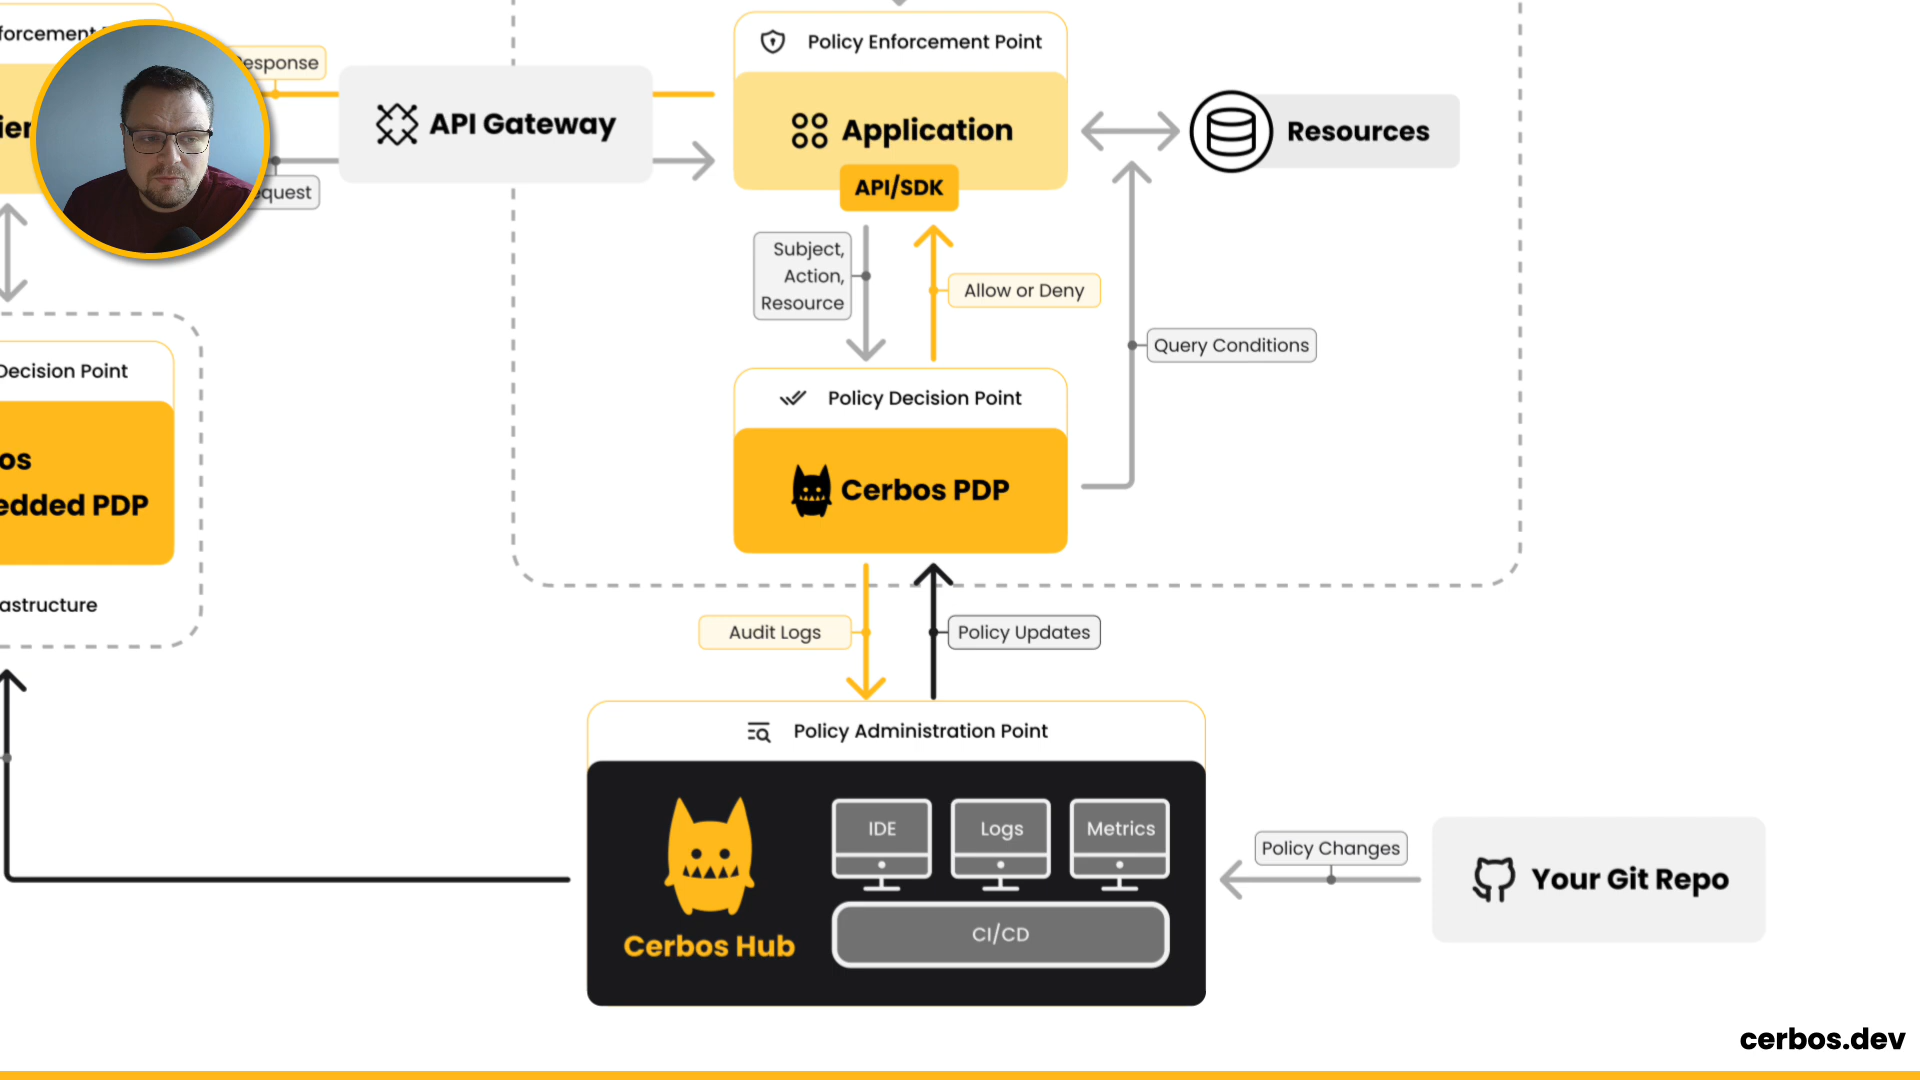 Policy Enforcement Point
forcement
Response
API Gateway
Application
API/SDK
Resources
equest
Subject,
Action,
Resource
Allow or Deny
Query Conditions
Decision Point
os
edded PDP
astructure
Policy Decision Point
Cerbos PDP
Audit Logs
Policy Updates
Policy Administration Point
Cerbos Hub
IDE
Logs
Metrics
CI/CD
Policy Changes
Your Git Repo
cerbos.dev